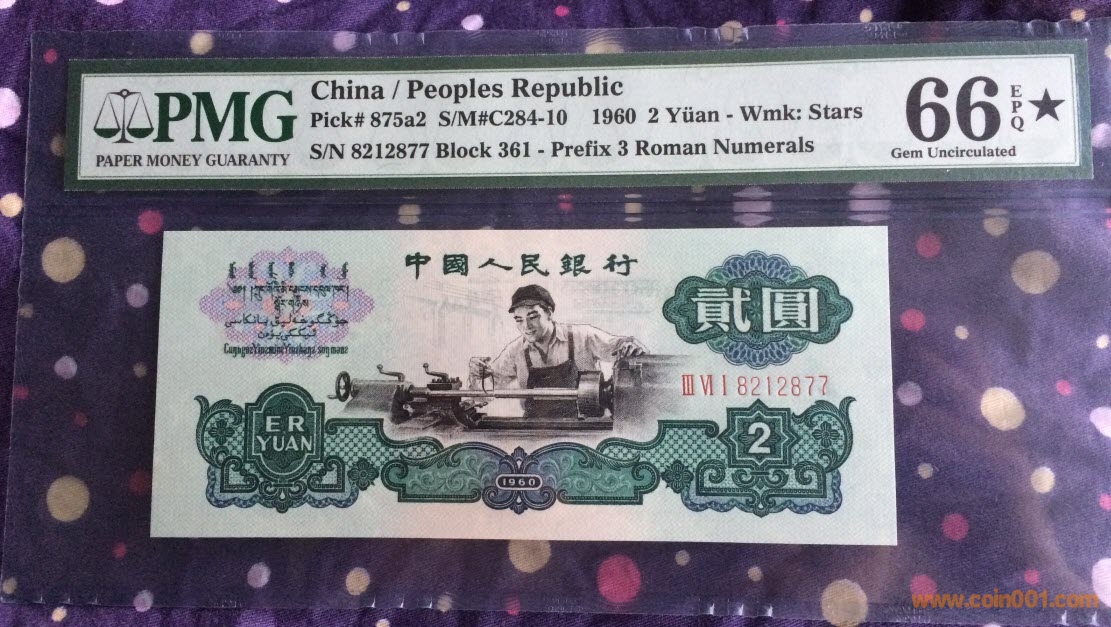 PMG
PAPER MONEY GUARANTY
China / Peoples Republic
Pick# 875a2 S/M#C284-10 1960 2 Yüan - Wmk: Stars
S/N 8212877 Block 361 - Prefix 3 Roman Numerals
66 EPQ★
Gem Uncirculated
中國人民銀行
貳圓
III VI I 8212877
ER
YUAN
2
1960
www.coin001.com